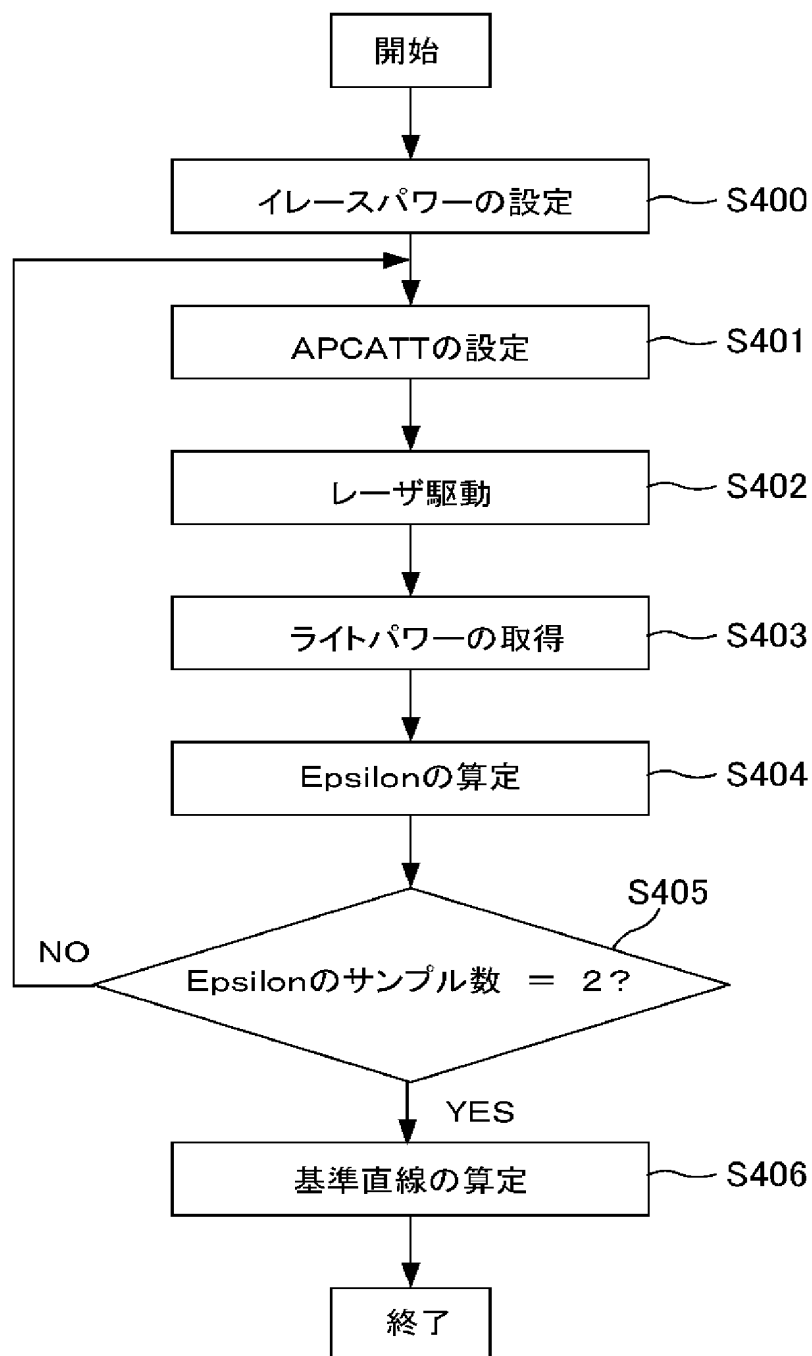 開始
イレースパワーの設定
S400
APCATTの設定
S401
レーザ駆動
S402
ライトパワーの取得
S403
Epsilonの算定
S404
S405
NO
Epsilonのサンプル数 = 2?
YES
基準直線の算定
S406
終了